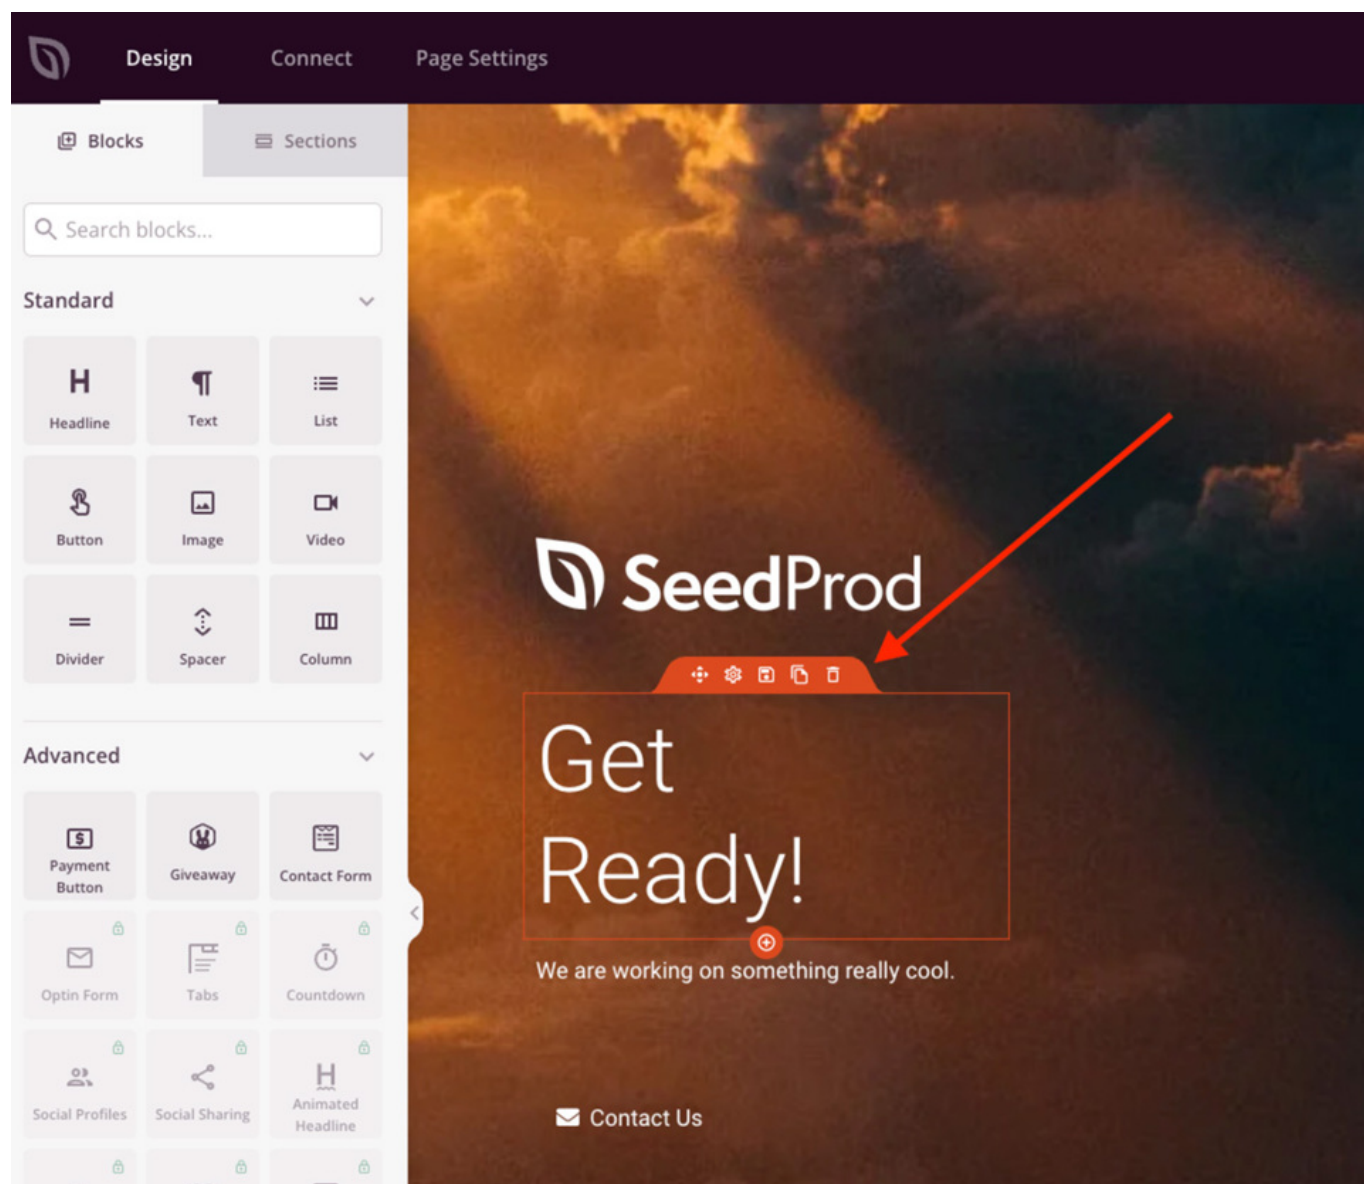 Design Connect Page Settings
Blocks Sections
Search blocks...
Standard
Headline Text List
Button Image Video
Divider Spacer Column
Advanced
Payment
Button
Giveaway Contact Form
Optin Form Tabs Countdown
Social Profiles Social Sharing
Animated
Headline
SeedProd
Get
Ready!
We are working on something really cool.
Contact Us